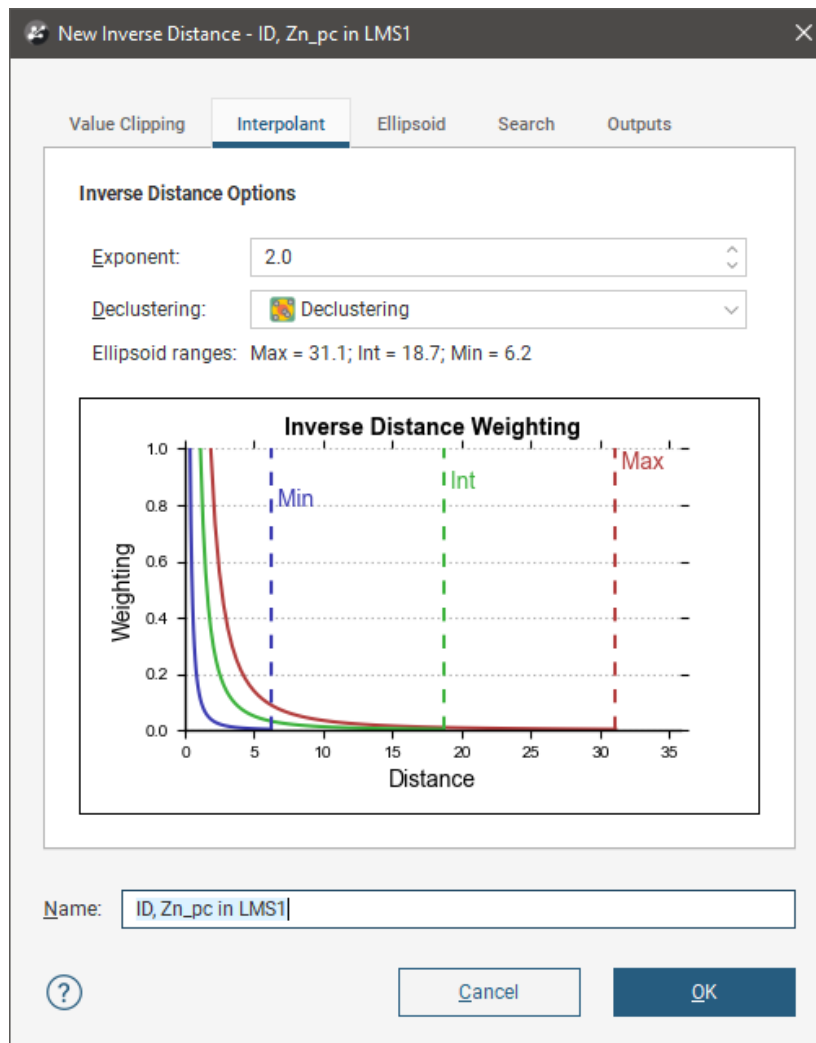 New Inverse Distance - ID, Zn_pc in LMS1
Value Clipping Interpolant Ellipsoid Search Outputs
Inverse Distance Options
Exponent: 2.0
Declustering: Declustering
Ellipsoid ranges: Max = 31.1; Int = 18.7; Min = 6.2
Inverse Distance Weighting
1.0
Max
Int
Min
0.8
0.6
Weighting
0.4
0.2
0.0
0 5 10 15 20 25 30 35
Distance
Name: ID, Zn_pc in LMS1
? Cancel OK